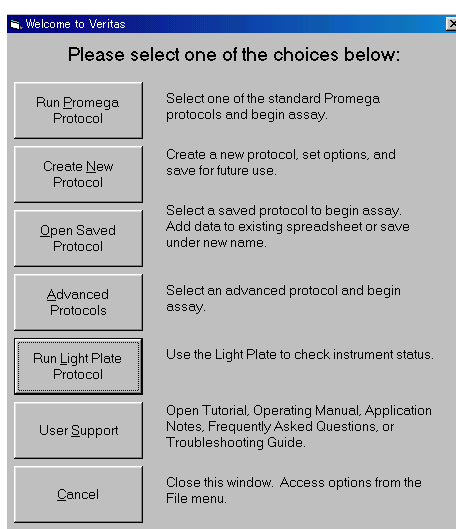 Welcome to Veritas
Please select one of the choices below:
Run Promega
Protocol
Select one of the standard Promega
protocols and begin assay.
Create New
Protocol
Create a new protocol, set options, and
save for future use.
Open Saved
Protocol
Select a saved protocol to begin assay.
Add data to existing spreadsheet or save
under new name.
Advanced
Protocols
Select an advanced protocol and begin
assay.
Run Light Plate
Protocol
Use the Light Plate to check instrument status.
User Support
Open Tutorial, Operating Manual, Application
Notes, Frequently Asked Questions, or
Troubleshooting Guide.
Cancel
Close this window. Access options from the
File menu.